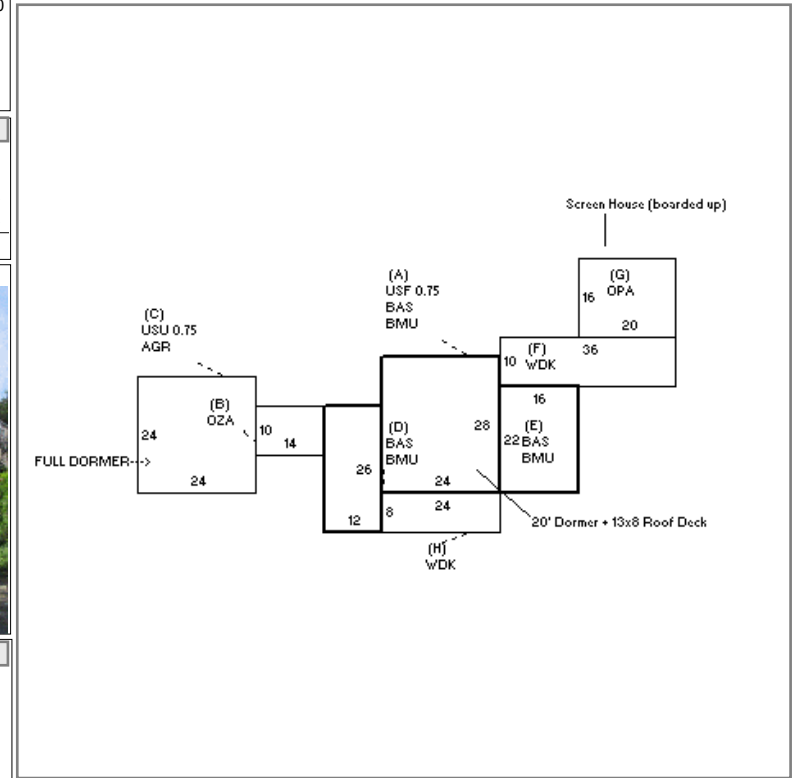 Screen House (boarded up)
(G)
OPA
16
20
(A)
USF 0.75
BAS
BMU
(C)
USU 0.75
AGR
36
(F)
WDK
10
16
(B)
OZA
24
10
14
FULL DORMER
24
(D)
BAS
BMU
28
(E)
22 BAS
BMU
26
24
24
12
8
20' Dormer + 13x8 Roof Deck
(H)
WDK